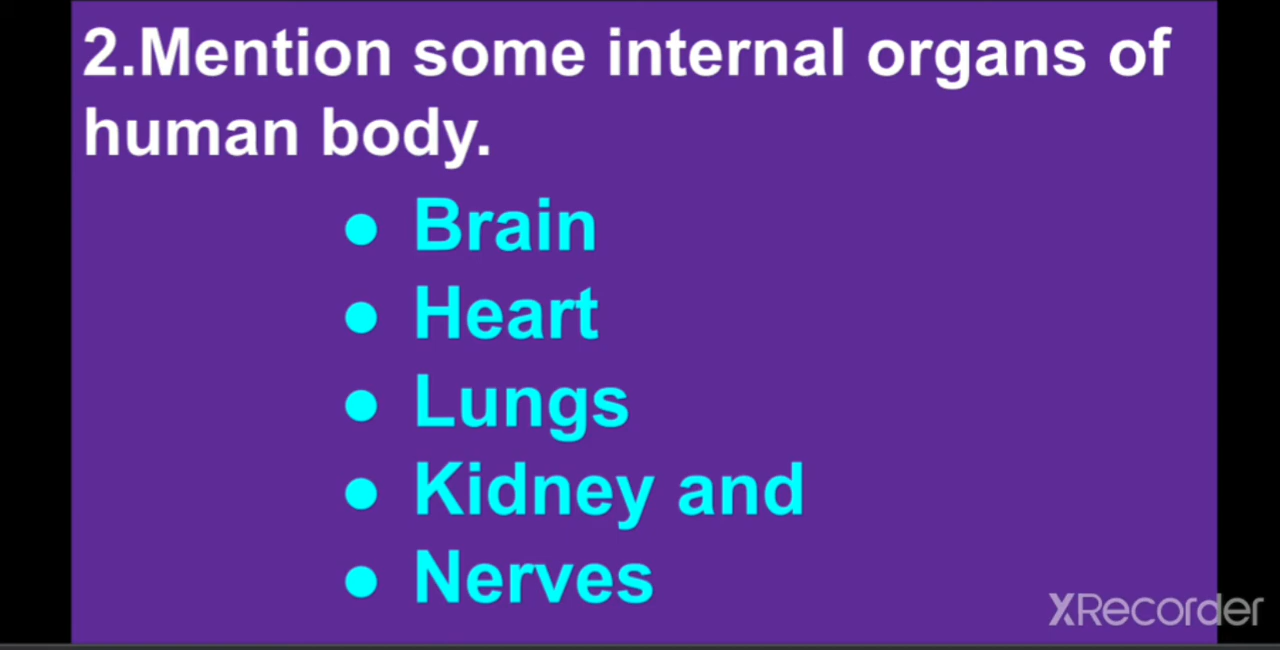 2.Mention some internal organs of
human body.
● Brain
● Heart
● Lungs
● Kidney and
● Nerves
XRecorder